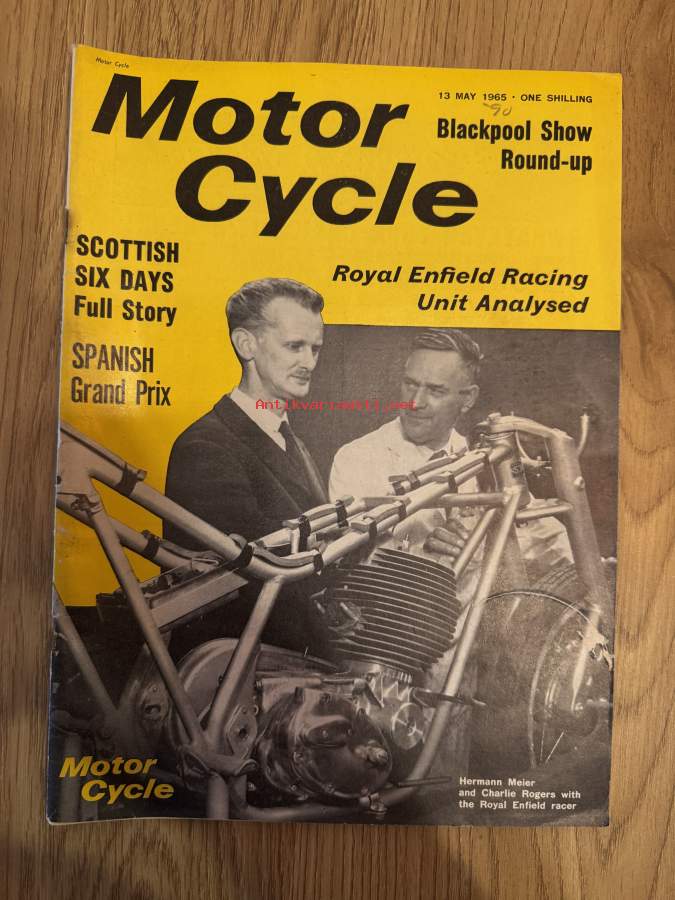 Motor Cycle
13 MAY 1965 · ONE SHILLING
Motor
Cycle
Blackpool Show
Round-up
SCOTTISH
SIX DAYS
Full Story
Royal Enfield Racing
Unit Analysed
SPANISH
Grand Prix
Antikvariaatti.net
Motor
Cycle
Hermann Meier
and Charlie Rogers with
the Royal Enfield racer